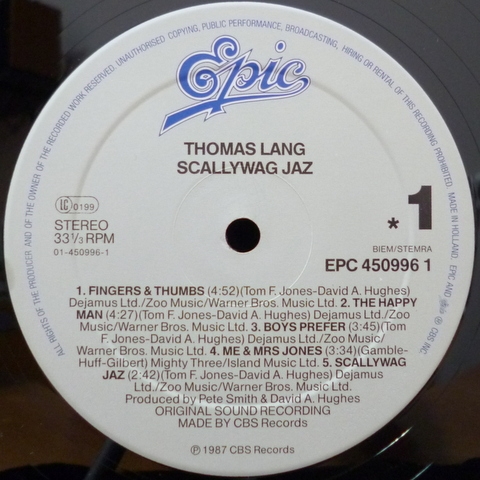 ALL RIGHTS OF THE PRODUCER AND OF THE OWNER OF THE RECORDED WORK RESERVED. UNAUTHORISED COPYING, PUBLIC PERFORMANCE, BROADCASTING, HIRING OR RENTAL OF THIS RECORDING PROHIBITED. MADE IN HOLLAND. EPIC AND
CBS INC.
Epic
THOMAS LANG
SCALLYWAG JAZ
LC 0199
STEREO
33⅓ RPM
01-450996-1
* 1
BIEM/STEMRA
EPC 450996 1
1. FINGERS & THUMBS (4:52)(Tom F. Jones-David A. Hughes)
Dejamus Ltd./Zoo Music/Warner Bros. Music Ltd. 2. THE HAPPY
MAN (4:27)(Tom F. Jones-David A. Hughes)Dejamus Ltd./Zoo
Music/Warner Bros. Music Ltd. 3. BOYS PREFER (3:45)(Tom
F. Jones-David A. Hughes)Dejamus Ltd./Zoo Music/
Warner Bros. Music Ltd. 4. ME & MRS JONES (3:34)(Gamble-
Huff-Gilbert) Mighty Three/Island Music Ltd. 5. SCALLYWAG
JAZ (2:42)(Tom F. Jones-David A. Hughes) Dejamus
Ltd./Zoo Music/Warner Bros. Music Ltd.
Produced by Pete Smith & David A. Hughes
ORIGINAL SOUND RECORDING
MADE BY CBS Records
℗ 1987 CBS Records